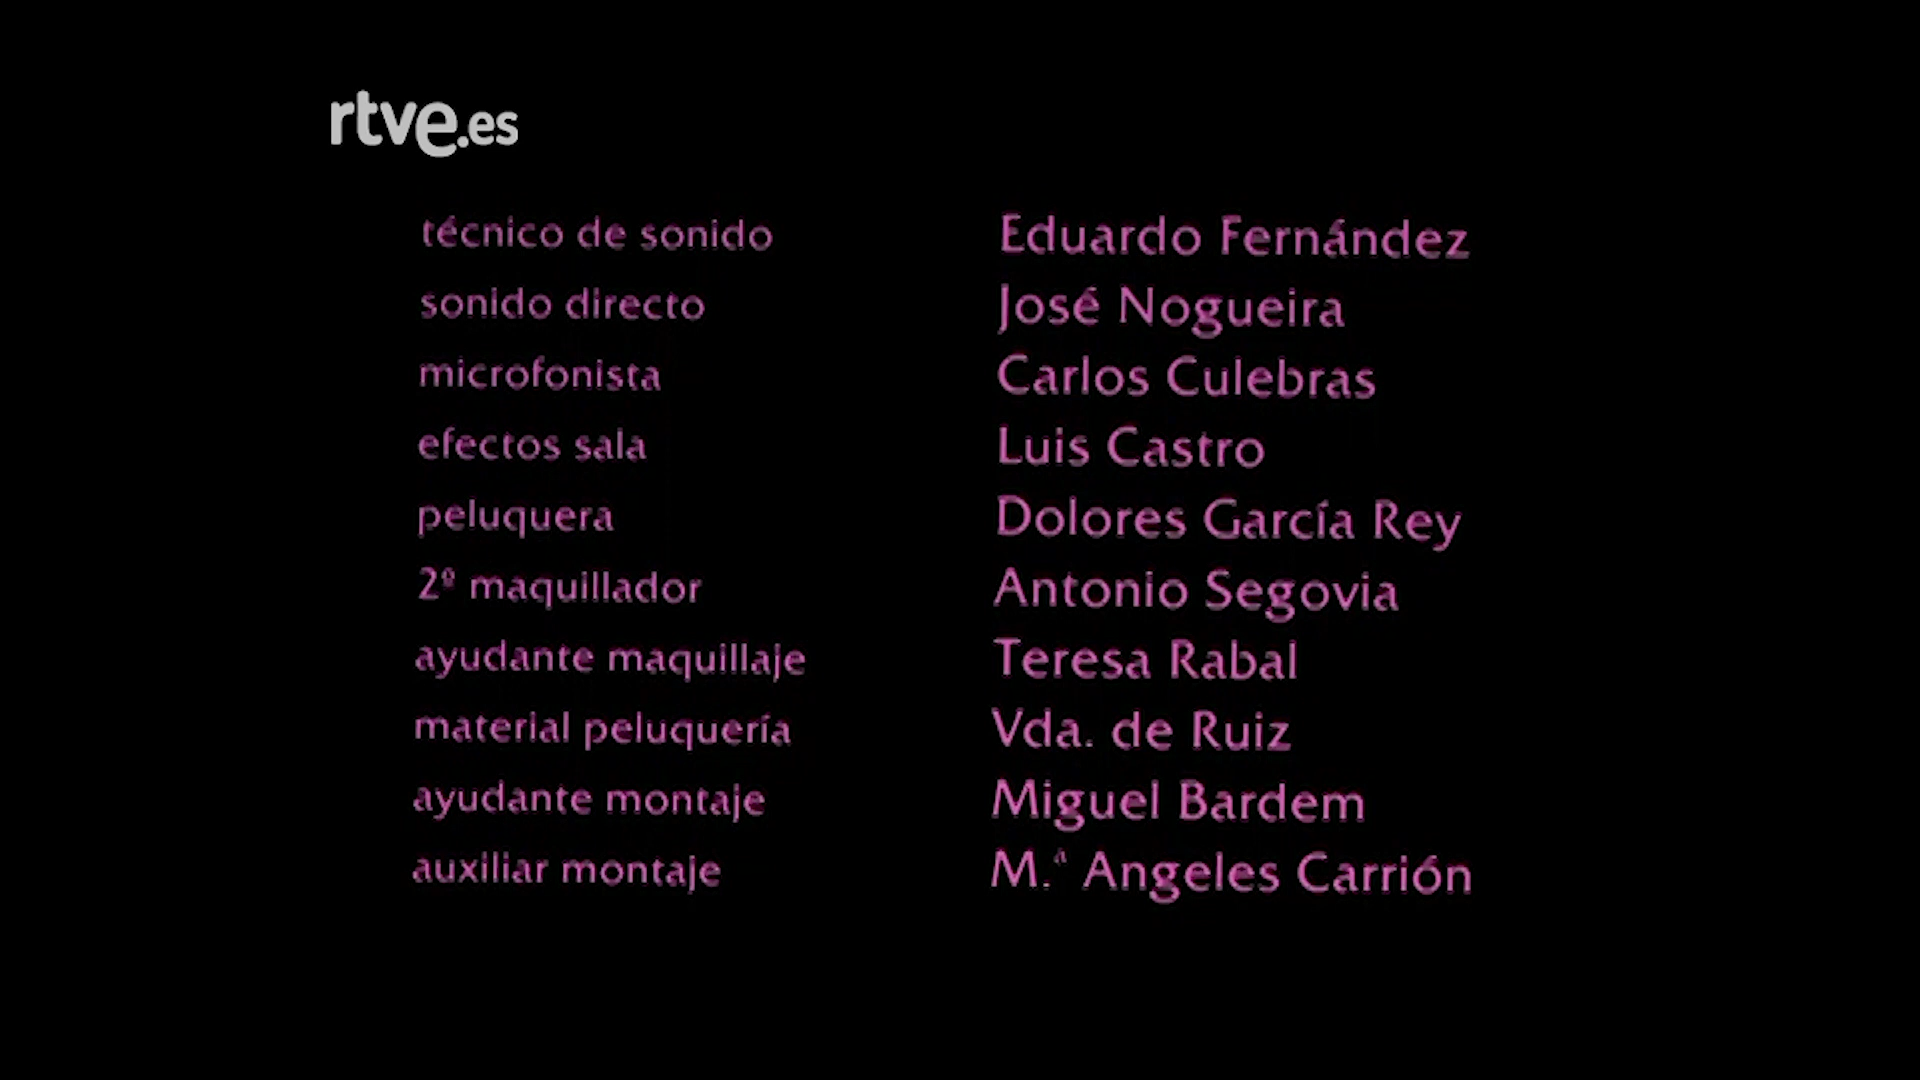 rtve.es
técnico de sonido Eduardo Fernández
sonido directo José Nogueira
microfonista Carlos Culebras
efectos sala Luis Castro
peluquera Dolores García Rey
2º maquillador Antonio Segovia
ayudante maquillaje Teresa Rabal
material peluquería Vda. de Ruiz
ayudante montaje Miguel Bardem
auxiliar montaje M.ª Angeles Carrión